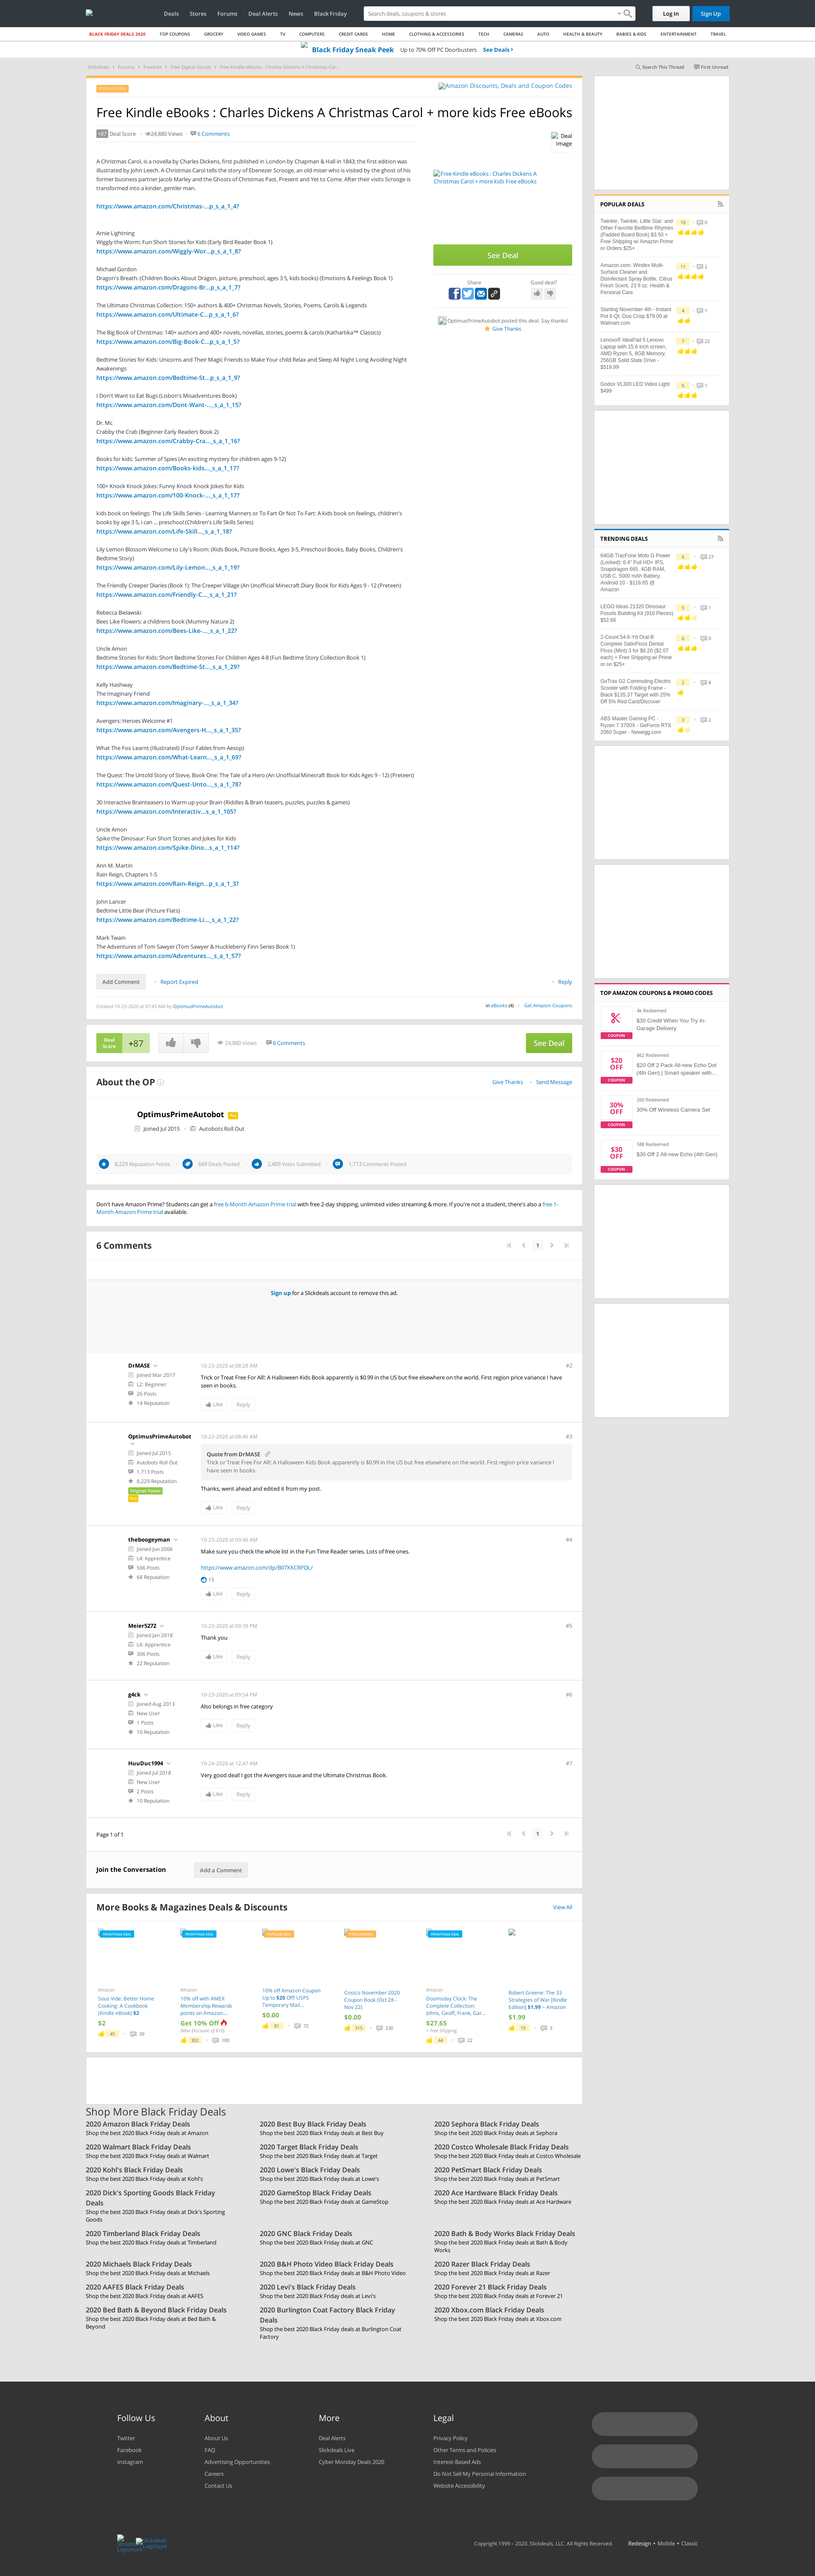 Deals Stores Forums Deal Alerts News Black Friday
Search deals, coupons & stores
Log In Sign Up
BLACK FRIDAY DEALS 2020 TOP COUPONS GROCERY VIDEO GAMES TV COMPUTERS CREDIT CARDS HOME CLOTHING & ACCESSORIES TECH CAMERAS AUTO HEALTH & BEAUTY BABIES & KIDS ENTERTAINMENT TRAVEL
Black Friday Sneak Peek Up to 70% Off PC Doorbusters See Deals >
Slickdeals > Forums > Freebies > Free Digital Goods > Free Kindle eBooks : Charles Dickens A Christmas Car...
Search This Thread First Unread
POPULAR DEAL
Amazon Discounts, Deals and Coupon Codes
Free Kindle eBooks : Charles Dickens A Christmas Carol + more kids Free eBooks
+87 Deal Score 24,880 Views 6 Comments
Deal Image
A Christmas Carol, is a novella by Charles Dickens, first published in London by Chapman & Hall in 1843; the first edition was
illustrated by John Leech. A Christmas Carol tells the story of Ebenezer Scrooge, an old miser who is visited by the ghost of his
former business partner Jacob Marley and the Ghosts of Christmas Past, Present and Yet to Come. After their visits Scrooge is
transformed into a kinder, gentler man.
https://www.amazon.com/Christmas-...p_s_a_1_4?
Arnie Lightning
Wiggly the Worm: Fun Short Stories for Kids (Early Bird Reader Book 1)
https://www.amazon.com/Wiggly-Wor...p_s_a_1_8?
Michael Gordon
Dragon's Breath: (Children Books About Dragon, picture, preschool, ages 3 5, kids books) (Emotions & Feelings Book 1)
https://www.amazon.com/Dragons-Br...p_s_a_1_7?
The Ultimate Christmas Collection: 150+ authors & 400+ Christmas Novels, Stories, Poems, Carols & Legends
https://www.amazon.com/Ultimate-C...p_s_a_1_6?
The Big Book of Christmas: 140+ authors and 400+ novels, novellas, stories, poems & carols (Kathartika™ Classics)
https://www.amazon.com/Big-Book-C...p_s_a_1_5?
Bedtime Stories for Kids: Unicorns and Their Magic Friends to Make Your Child Relax and Sleep All Night Long Avoiding Night
Awakenings
https://www.amazon.com/Bedtime-St...p_s_a_1_9?
I Don't Want to Eat Bugs (Lisbon's Misadventures Book)
https://www.amazon.com/Dont-Want-..._s_a_1_15?
Dr. Mc
Crabby the Crab (Beginner Early Readers Book 2)
https://www.amazon.com/Crabby-Cra..._s_a_1_16?
Books for kids: Summer of Spies (An exciting mystery for children ages 9-12)
https://www.amazon.com/Books-kids..._s_a_1_17?
100+ Knock Knock Jokes: Funny Knock Knock Jokes for Kids
https://www.amazon.com/100-Knock-..._s_a_1_17?
kids book on feelings: The Life Skills Series - Learning Manners or To Fart Or Not To Fart: A kids book on feelings, children's
books by age 3 5, i can ... preschool (Children's Life Skills Series)
https://www.amazon.com/Life-Skill..._s_a_1_18?
Lily Lemon Blossom Welcome to Lily's Room: (Kids Book, Picture Books, Ages 3-5, Preschool Books, Baby Books, Children's
Bedtime Story)
https://www.amazon.com/Lily-Lemon..._s_a_1_19?
The Friendly Creeper Diaries (Book 1): The Creeper Village (An Unofficial Minecraft Diary Book for Kids Ages 9 - 12 (Preteen)
https://www.amazon.com/Friendly-C..._s_a_1_21?
Rebecca Bielawski
Bees Like Flowers: a childrens book (Mummy Nature 2)
https://www.amazon.com/Bees-Like-..._s_a_1_22?
Uncle Amon
Bedtime Stories for Kids: Short Bedtime Stories For Children Ages 4-8 (Fun Bedtime Story Collection Book 1)
https://www.amazon.com/Bedtime-St..._s_a_1_29?
Kelly Hashway
The Imaginary Friend
https://www.amazon.com/Imaginary-..._s_a_1_34?
Avengers: Heroes Welcome #1
https://www.amazon.com/Avengers-H..._s_a_1_35?
What The Fox Learnt (Illustrated) (Four Fables from Aesop)
https://www.amazon.com/What-Learn..._s_a_1_69?
The Quest: The Untold Story of Steve, Book One: The Tale of a Hero (An Unofficial Minecraft Book for Kids Ages 9 - 12) (Preteen)
https://www.amazon.com/Quest-Unto..._s_a_1_78?
30 Interactive Brainteasers to Warm up your Brain (Riddles & Brain teasers, puzzles, puzzles & games)
https://www.amazon.com/Interactiv...s_a_1_105?
Uncle Amon
Spike the Dinosaur: Fun Short Stories and Jokes for Kids
https://www.amazon.com/Spike-Dino...s_a_1_114?
Ann M. Martin
Rain Reign, Chapters 1-5
https://www.amazon.com/Rain-Reign...p_s_a_1_3?
John Lancer
Bedtime Little Bear (Picture Flats)
https://www.amazon.com/Bedtime-Li..._s_a_1_22?
Mark Twain
The Adventures of Tom Sawyer (Tom Sawyer & Huckleberry Finn Series Book 1)
https://www.amazon.com/Adventures..._s_a_1_57?
Free Kindle eBooks : Charles Dickens A
Christmas Carol + more kids Free eBooks
See Deal
Share Good deal?
OptimusPrimeAutobot posted this deal. Say thanks!
Give Thanks
Add Comment Report Expired Reply
Created 10-23-2020 at 07:43 AM by OptimusPrimeAutobot
in eBooks (4) Get Amazon Coupons
Deal Score +87 24,880 Views 6 Comments See Deal
About the OP
Give Thanks Send Message
OptimusPrimeAutobot Pro
Joined Jul 2015 Autobots Roll Out
8,229 Reputation Points 669 Deals Posted 2,409 Votes Submitted 1,713 Comments Posted
Don't have Amazon Prime? Students can get a free 6-Month Amazon Prime trial with free 2-day shipping, unlimited video streaming & more. If you're not a student, there's also a free 1-
Month Amazon Prime trial available.
6 Comments 1
Sign up for a Slickdeals account to remove this ad.
DrMASE
Joined Mar 2017
L2: Beginner
26 Posts
14 Reputation
10-23-2020 at 08:28 AM #2
Trick or Treat Free For All!: A Halloween Kids Book apparently is $0.99 in the US but free elsewhere on the world. First region price variance I have
seen in books.
Like Reply
OptimusPrimeAutobot
Joined Jul 2015
Autobots Roll Out
1,713 Posts
8,229 Reputation
Original Poster
Pro
10-23-2020 at 08:46 AM #3
Quote from DrMASE
Trick or Treat Free For All!: A Halloween Kids Book apparently is $0.99 in the US but free elsewhere on the world. First region price variance I
have seen in books.
Thanks, went ahead and edited it from my post.
Like Reply
theboogeyman
Joined Jun 2006
L4: Apprentice
506 Posts
68 Reputation
10-23-2020 at 09:46 AM #4
Make sure you check the whole list in the Fun Time Reader series. Lots of free ones.
https://www.amazon.com/dp/B07XXCRPDL/
15
Like Reply
Meier5272
Joined Jan 2018
L4: Apprentice
306 Posts
22 Reputation
10-23-2020 at 09:39 PM #5
Thank you
Like Reply
g4ck
Joined Aug 2013
New User
1 Posts
10 Reputation
10-23-2020 at 09:54 PM #6
Also belongs in free category
Like Reply
HuuDuc1994
Joined Jul 2018
New User
2 Posts
10 Reputation
10-24-2020 at 12:47 AM #7
Very good deal! I got the Avengers issue and the Ultimate Christmas Book.
Like Reply
Page 1 of 1 1
Join the Conversation Add a Comment
More Books & Magazines Deals & Discounts View All
FRONTPAGE DEAL
Amazon
Sous Vide: Better Home
Cooking: A Cookbook
(Kindle eBook) $2
$2
45 39
FRONTPAGE DEAL
Amazon
10% off with AMEX
Membership Rewards
points on Amazon....
Get 10% Off
(Max Discount of $10)
302 100
POPULAR DEAL
10% off Amazon Coupon
Up to $20 Off! USPS
Temporary Mail...
$0.00
81 72
POPULAR DEAL
Costco November 2020
Coupon Book (Oct 28 -
Nov 22)
$0.00
315 230
FRONTPAGE DEAL
Amazon
Doomsday Clock: The
Complete Collection:
Johns, Geoff, Frank, Gar...
$27.65
+ Free Shipping
44 22
Robert Greene: The 33
Strategies of War [Kindle
Edition] $1.99 ~ Amazon
$1.99
19 3
POPULAR DEALS
Twinkle, Twinkle, Little Star: and
Other Favorite Bedtime Rhymes
(Padded Board Book) $3.50 +
Free Shipping w/ Amazon Prime
or Orders $25+
10 0
Amazon.com: Windex Multi-
Surface Cleaner and
Disinfectant Spray Bottle, Citrus
Fresh Scent, 23 fl oz: Health &
Personal Care
11 2
Starting November 4th - Instant
Pot 6-Qt. Duo Crisp $79.00 at
Walmart.com
4 1
Lenovo® IdeaPad 5 Lenovo
Laptop with 15.6 inch screen,
AMD Ryzen 5, 8GB Memory,
256GB Solid State Drive -
$519.99
7 22
Godox VL300 LED Video Light
$499
6 1
TRENDING DEALS
64GB TracFone Moto G Power
(Locked): 6.4" Full HD+ IPS,
Snapdragon 665, 4GB RAM,
USB C, 5000 mAh Battery,
Android 10 - $116.65 @
Amazon
6 27
LEGO Ideas 21320 Dinosaur
Fossils Building Kit (910 Pieces)
$52.66
5 1
2-Count 54.6-Yd Oral-B
Complete SatinFloss Dental
Floss (Mint) 3 for $6.20 ($2.07
each) + Free Shipping w/ Prime
or on $25+
6 0
GoTrax G2 Commuting Electric
Scooter with Folding Frame -
Black $135.37 Target with 25%
Off 5% Red Card/Discover
2 8
ABS Master Gaming PC -
Ryzen 7 3700X - GeForce RTX
2060 Super - Newegg.com
3 2
TOP AMAZON COUPONS & PROMO CODES
4k Redeemed
$30 Credit When You Try In-
Garage Delivery
COUPON
$20 OFF
COUPON
862 Redeemed
$20 Off 2 Pack All-new Echo Dot
(4th Gen) | Smart speaker with...
30% OFF
COUPON
260 Redeemed
30% Off Wireless Camera Set
$30 OFF
COUPON
588 Redeemed
$30 Off 2 All-new Echo (4th Gen)
Shop More Black Friday Deals
2020 Amazon Black Friday Deals
Shop the best 2020 Black Friday deals at Amazon
2020 Best Buy Black Friday Deals
Shop the best 2020 Black Friday deals at Best Buy
2020 Sephora Black Friday Deals
Shop the best 2020 Black Friday deals at Sephora
2020 Walmart Black Friday Deals
Shop the best 2020 Black Friday deals at Walmart
2020 Target Black Friday Deals
Shop the best 2020 Black Friday deals at Target
2020 Costco Wholesale Black Friday Deals
Shop the best 2020 Black Friday deals at Costco Wholesale
2020 Kohl's Black Friday Deals
Shop the best 2020 Black Friday deals at Kohl's
2020 Lowe's Black Friday Deals
Shop the best 2020 Black Friday deals at Lowe's
2020 PetSmart Black Friday Deals
Shop the best 2020 Black Friday deals at PetSmart
2020 Dick's Sporting Goods Black Friday
Deals
Shop the best 2020 Black Friday deals at Dick's Sporting
Goods
2020 GameStop Black Friday Deals
Shop the best 2020 Black Friday deals at GameStop
2020 Ace Hardware Black Friday Deals
Shop the best 2020 Black Friday deals at Ace Hardware
2020 Timberland Black Friday Deals
Shop the best 2020 Black Friday deals at Timberland
2020 GNC Black Friday Deals
Shop the best 2020 Black Friday deals at GNC
2020 Bath & Body Works Black Friday Deals
Shop the best 2020 Black Friday deals at Bath & Body
Works
2020 Michaels Black Friday Deals
Shop the best 2020 Black Friday deals at Michaels
2020 B&H Photo Video Black Friday Deals
Shop the best 2020 Black Friday deals at B&H Photo Video
2020 Razer Black Friday Deals
Shop the best 2020 Black Friday deals at Razer
2020 AAFES Black Friday Deals
Shop the best 2020 Black Friday deals at AAFES
2020 Levi's Black Friday Deals
Shop the best 2020 Black Friday deals at Levi's
2020 Forever 21 Black Friday Deals
Shop the best 2020 Black Friday deals at Forever 21
2020 Bed Bath & Beyond Black Friday Deals
Shop the best 2020 Black Friday deals at Bed Bath &
Beyond
2020 Burlington Coat Factory Black Friday
Deals
Shop the best 2020 Black Friday deals at Burlington Coat
Factory
2020 Xbox.com Black Friday Deals
Shop the best 2020 Black Friday deals at Xbox.com
Follow Us
Twitter
Facebook
Instagram
About
About Us
FAQ
Advertising Opportunities
Careers
Contact Us
More
Deal Alerts
Slickdeals Live
Cyber Monday Deals 2020
Legal
Privacy Policy
Other Terms and Policies
Interest-Based Ads
Do Not Sell My Personal Information
Website Accessibility
Slickdeals Logomark Slickdeals Logotype
Copyright 1999 – 2020. Slickdeals, LLC. All Rights Reserved. Redesign • Mobile • Classic